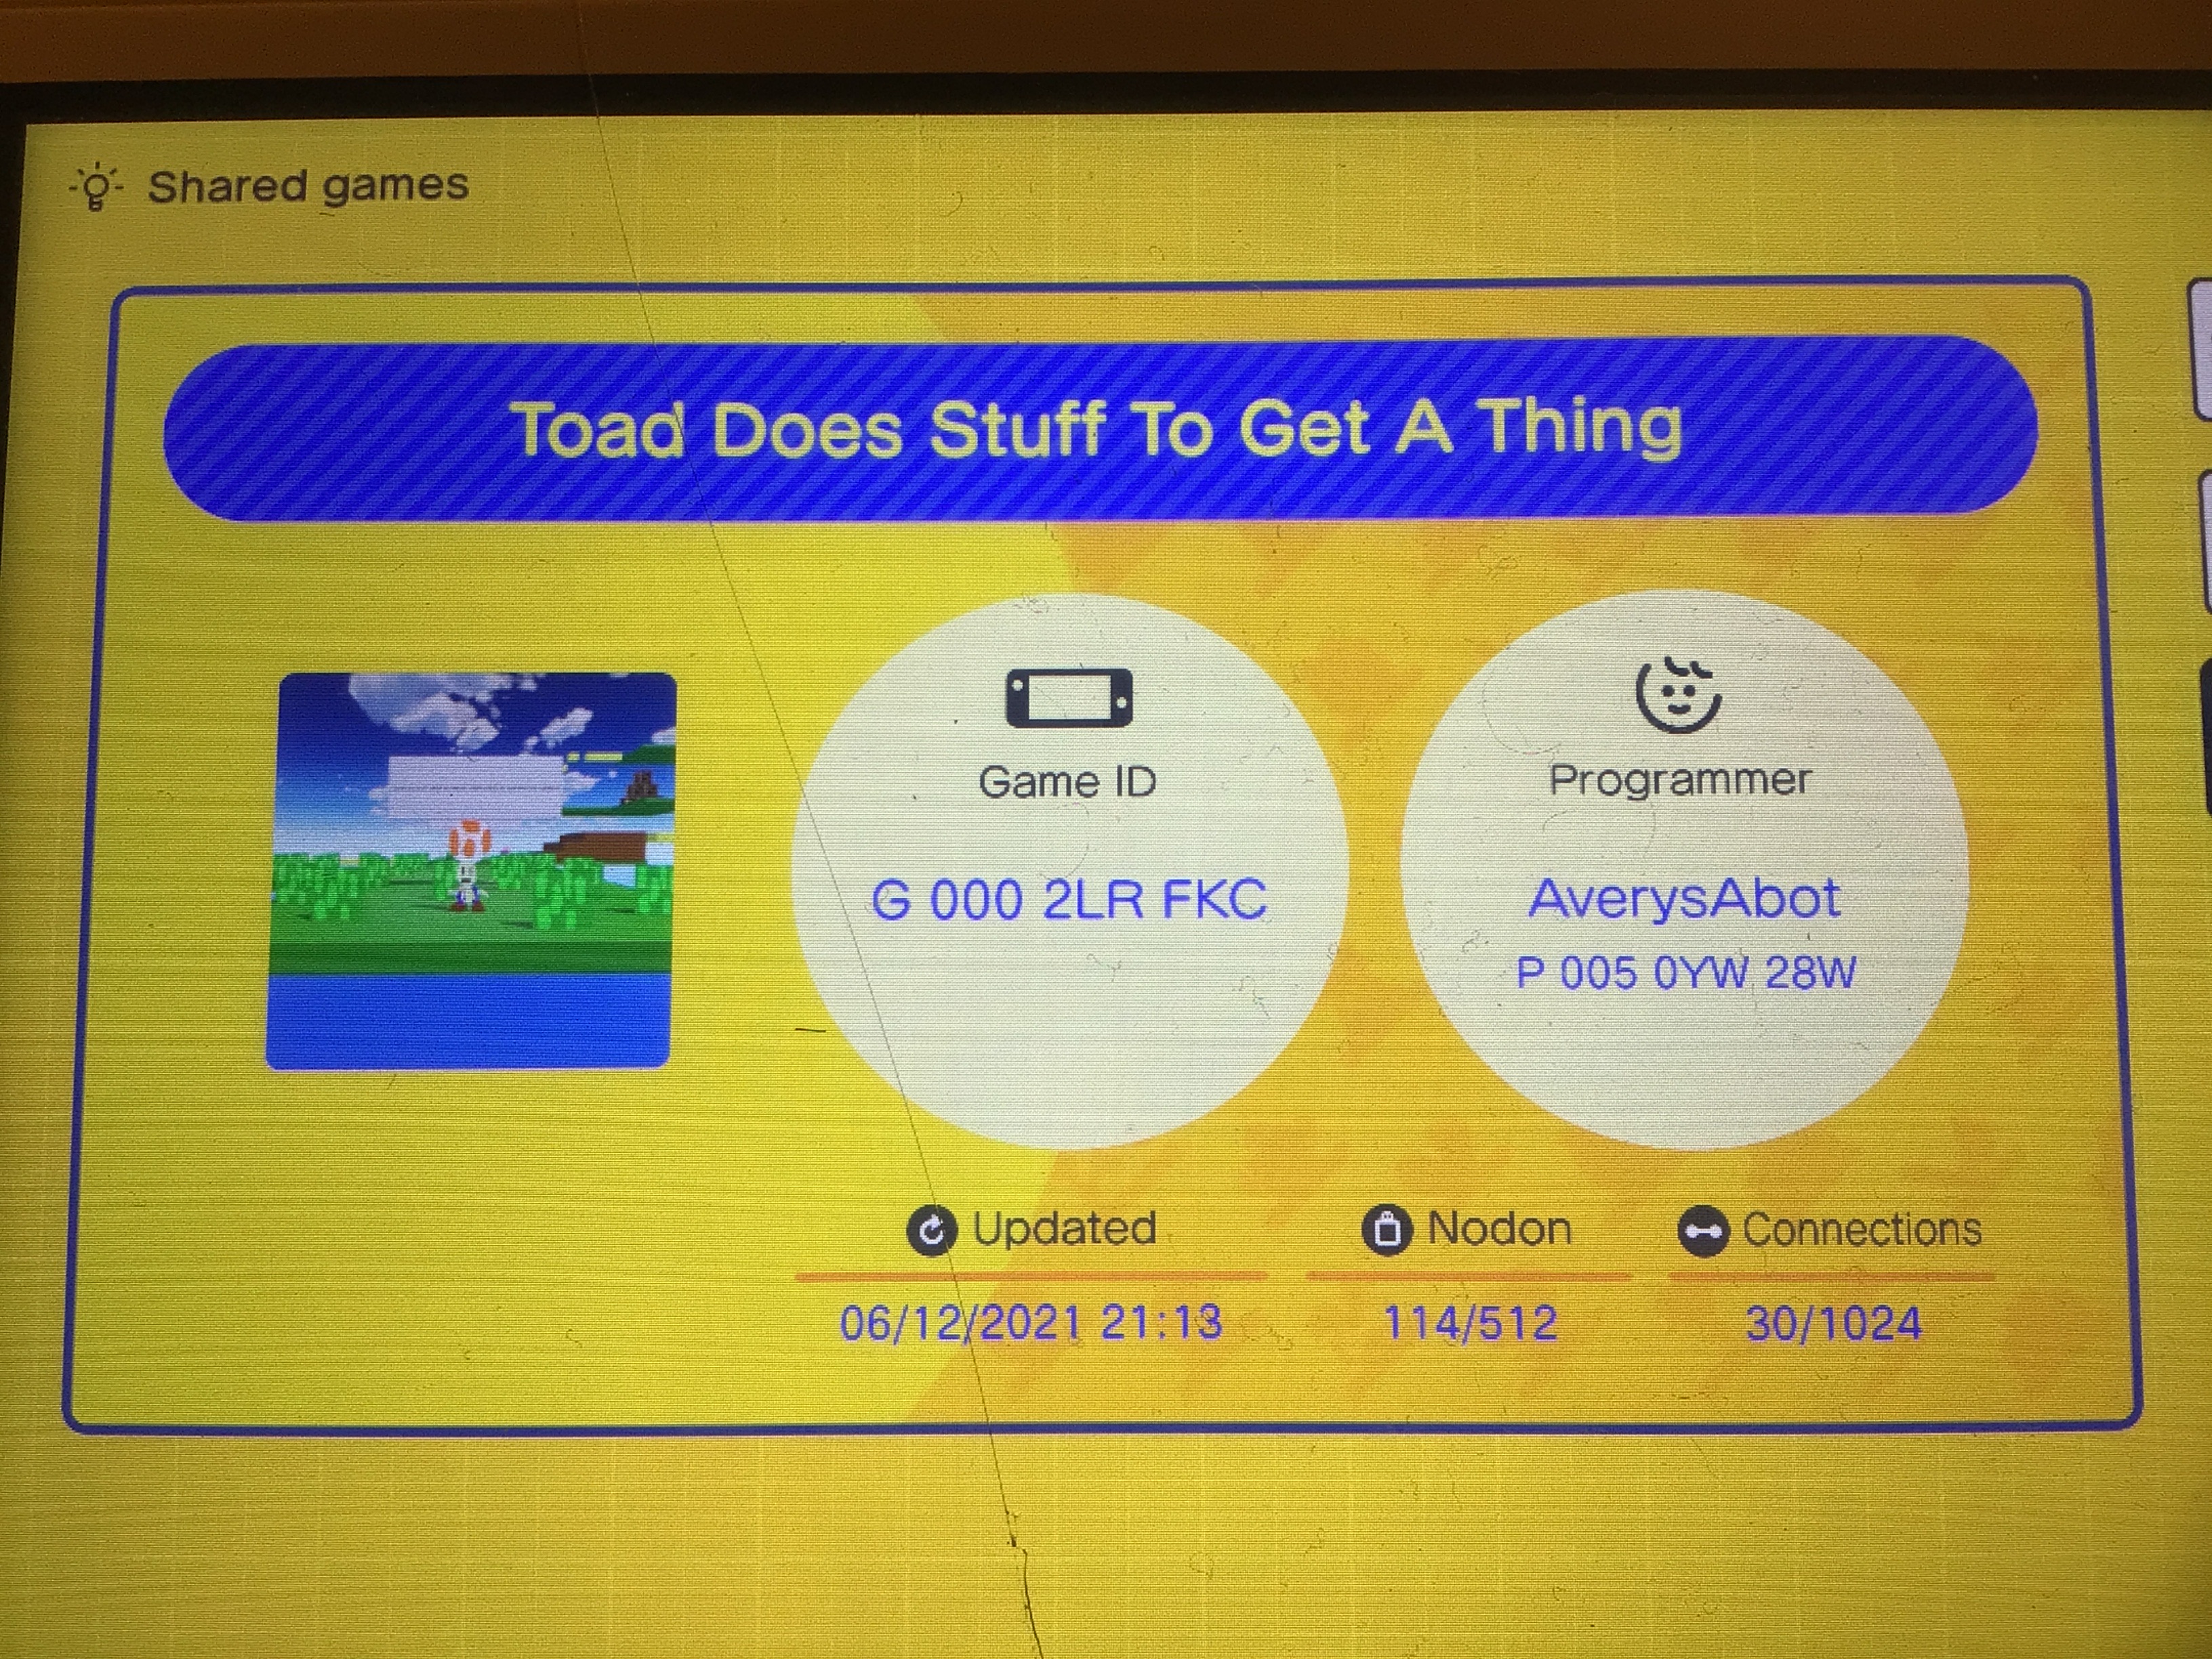 Shared games
Toad Does Stuff To Get A Thing
Game ID
G 000 2LR FKC
Programmer
AverysAbot
P 005 0YW 28W
Updated
06/12/2021 21:13
Nodon
114/512
Connections
30/1024